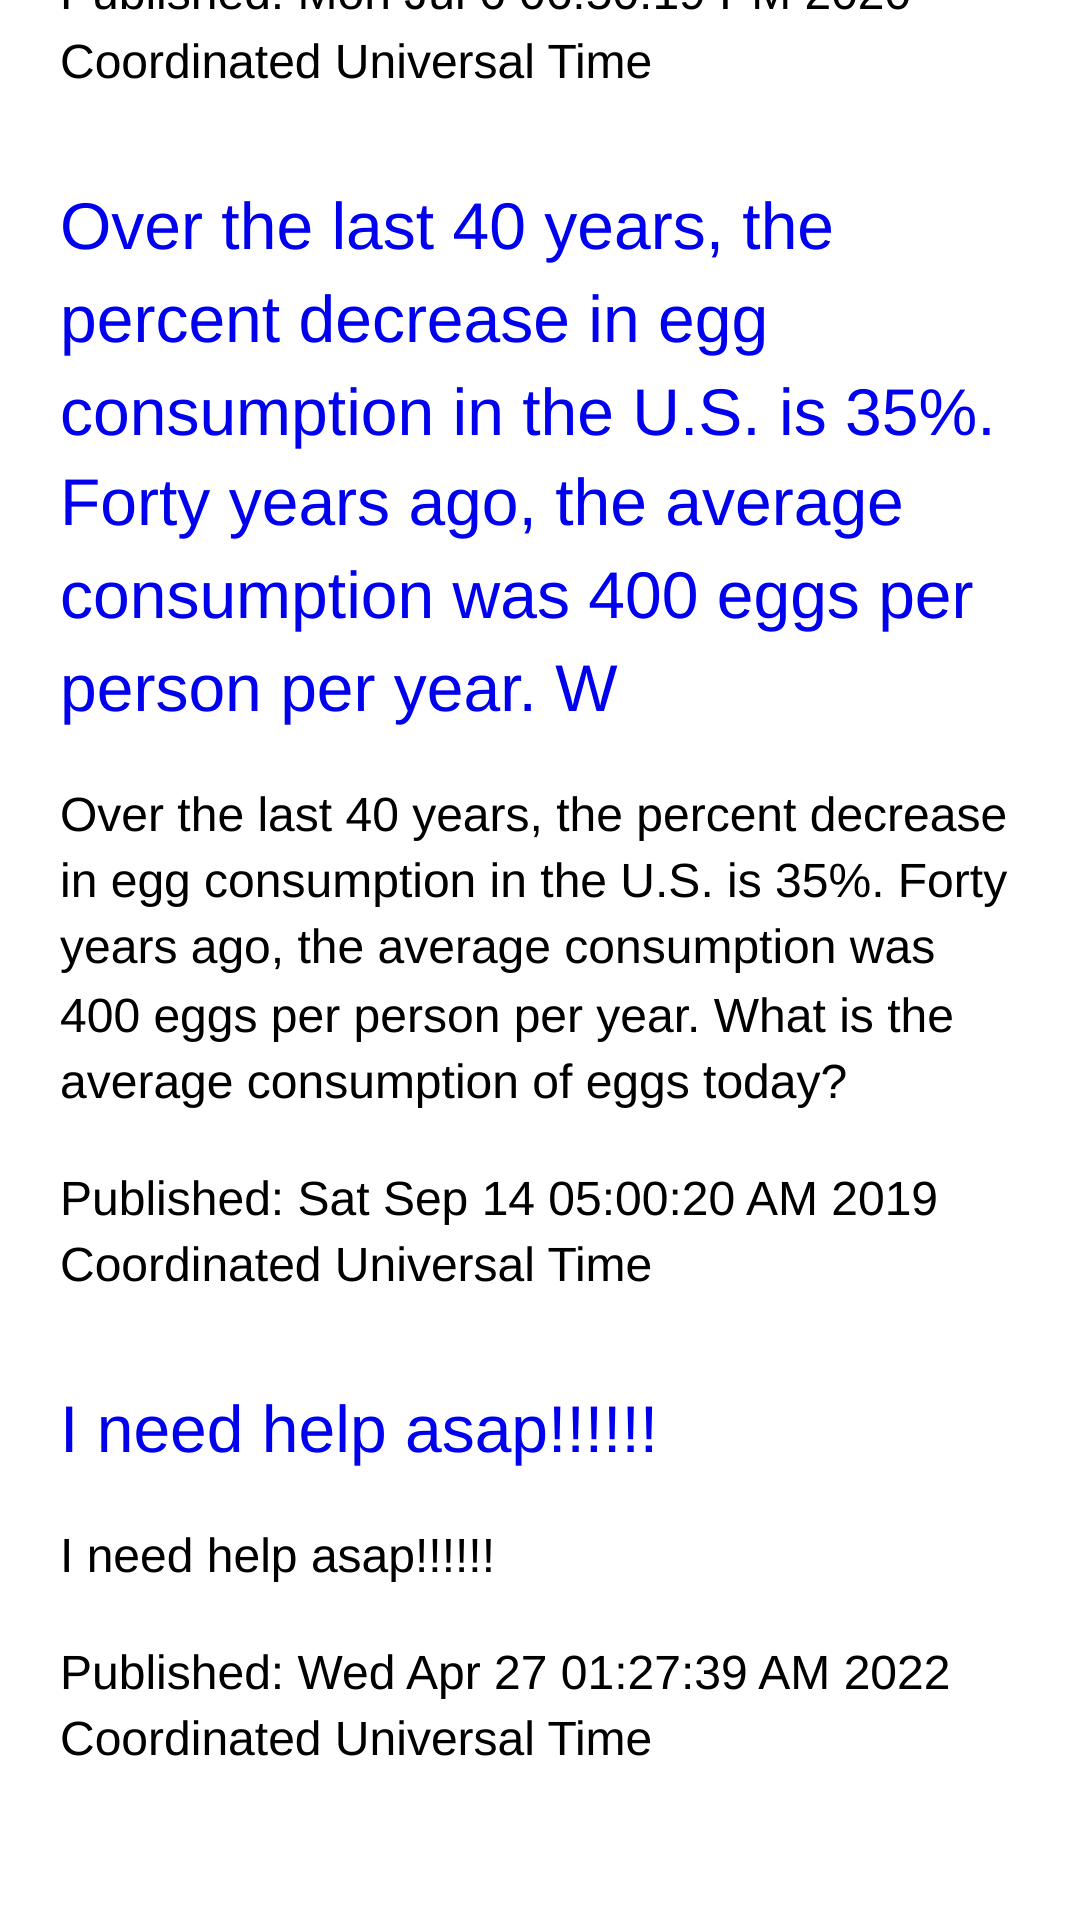 Coordinated Universal Time
Over the last 40 years, the
percent decrease in egg
consumption in the U.S. is 35%.
Forty years ago, the average
consumption was 400 eggs per
person per year. W
Over the last 40 years, the percent decrease
in egg consumption in the U.S. is 35%. Forty
years ago, the average consumption was
400 eggs per person per year. What is the
average consumption of eggs today?
Published: Sat Sep 14 05:00:20 AM 2019
Coordinated Universal Time
I need help asap!!!!!!
I need help asap!!!!!!
Published: Wed Apr 27 01:27:39 AM 2022
Coordinated Universal Time